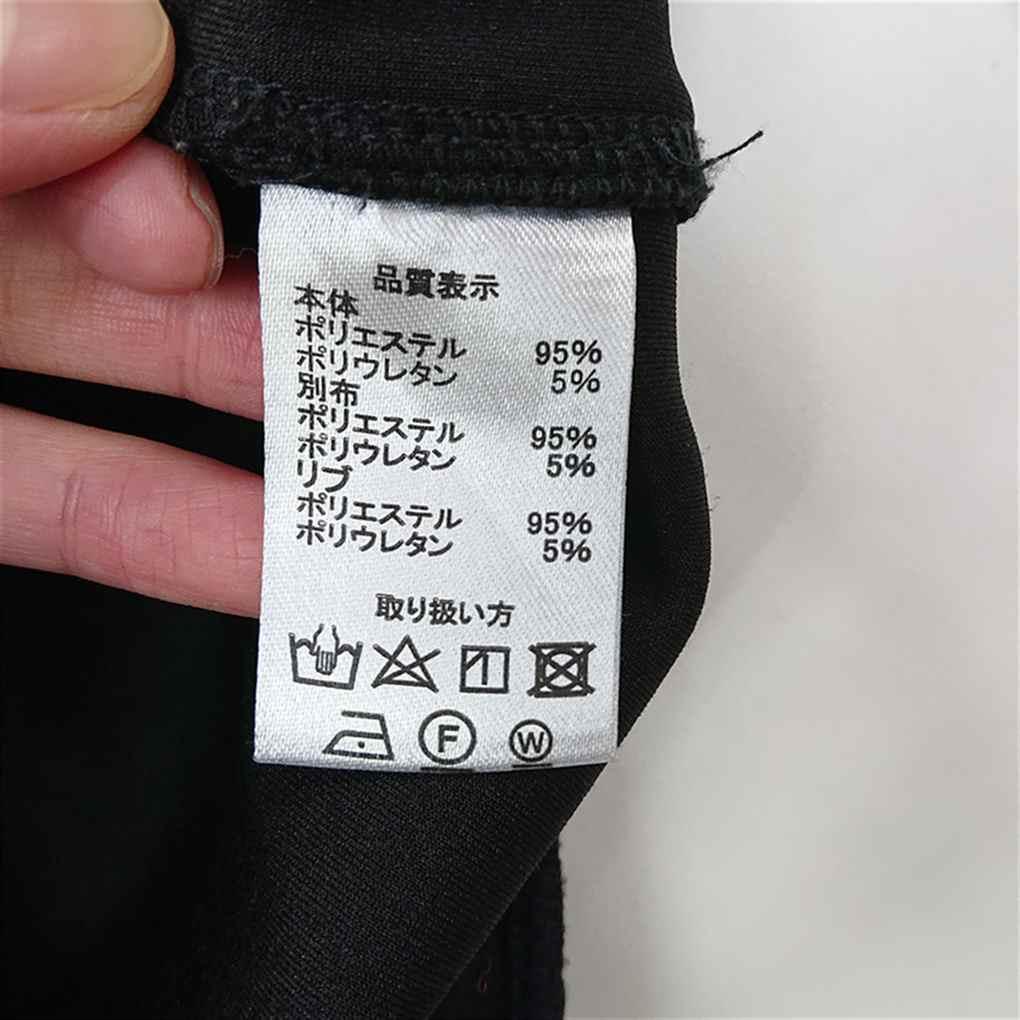 品質表示
本体
ポリエステル 95%
ポリウレタン 5%
別布
ポリエステル 95%
ポリウレタン 5%
リブ
ポリエステル 95%
ポリウレタン 5%
取り扱い方
F W